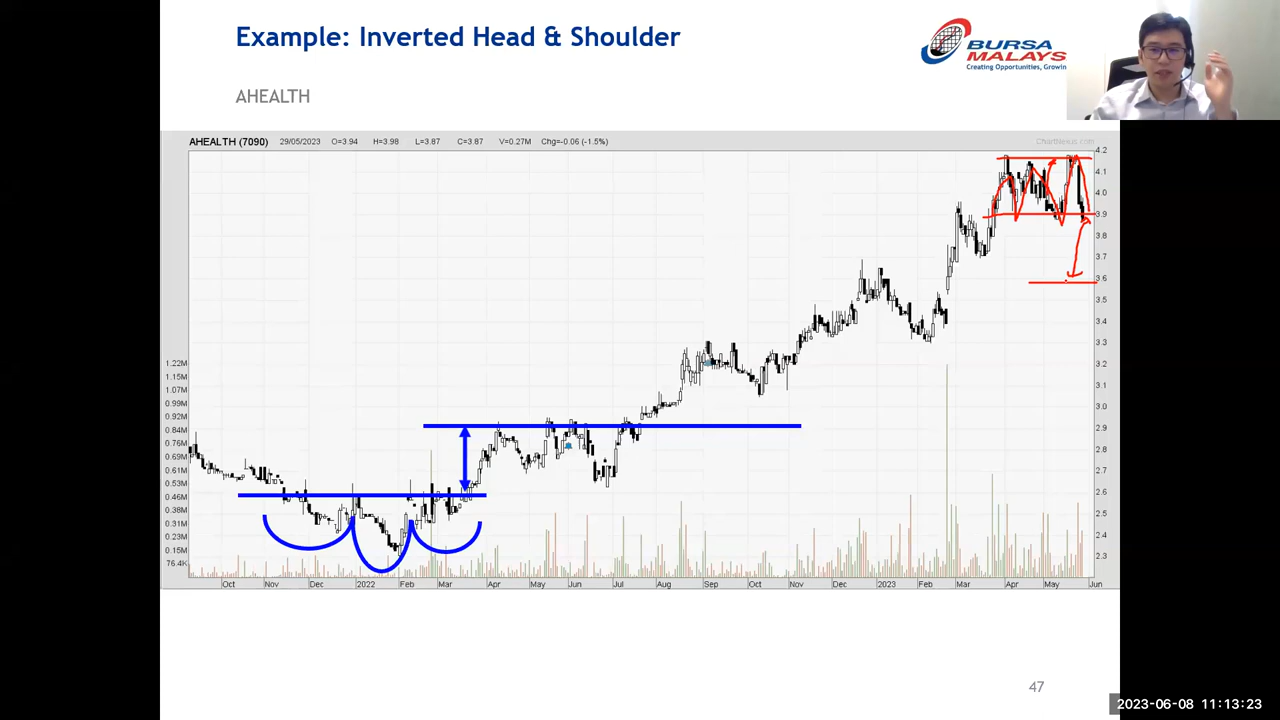 Example: Inverted Head & Shoulder
BURSA
MALAYS
Creating Opportunities, Growin
AHEALTH
AHEALTH (7090) 29/05/2023 O=3.94 H=3.98 L=3.87 C=3.87 V=0.27M Chg=-0.06 (-1.5%)
ChartNexus.com
4.2
4.1
4.0
3.9
3.8
3.7
3.6
3.5
3.4
3.3
3.2
3.1
3.0
2.9
2.8
2.7
2.6
2.5
2.4
2.3
1.22M
1.15M
1.07M
0.99M
0.92M
0.84M
0.76M
0.69M
0.61M
0.53M
0.46M
0.38M
0.31M
0.23M
0.15M
76.4K
Oct Nov Dec 2022 Feb Mar Apr May Jun Jul Aug Sep Oct Nov Dec 2023 Feb Mar Apr May Jun
47
2023-06-08 11:13:23